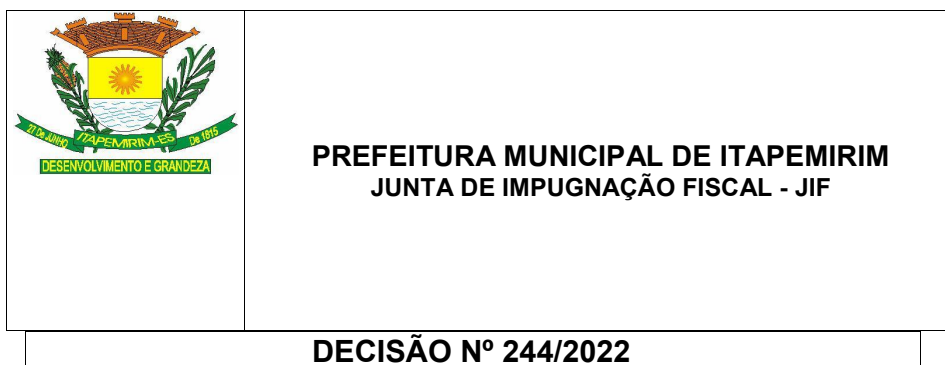 27 De JUNHO ITAPEMIRIM-ES De 1815
DESENVOLVIMENTO E GRANDEZA
PREFEITURA MUNICIPAL DE ITAPEMIRIM
JUNTA DE IMPUGNAÇÃO FISCAL - JIF
DECISÃO Nº 244/2022